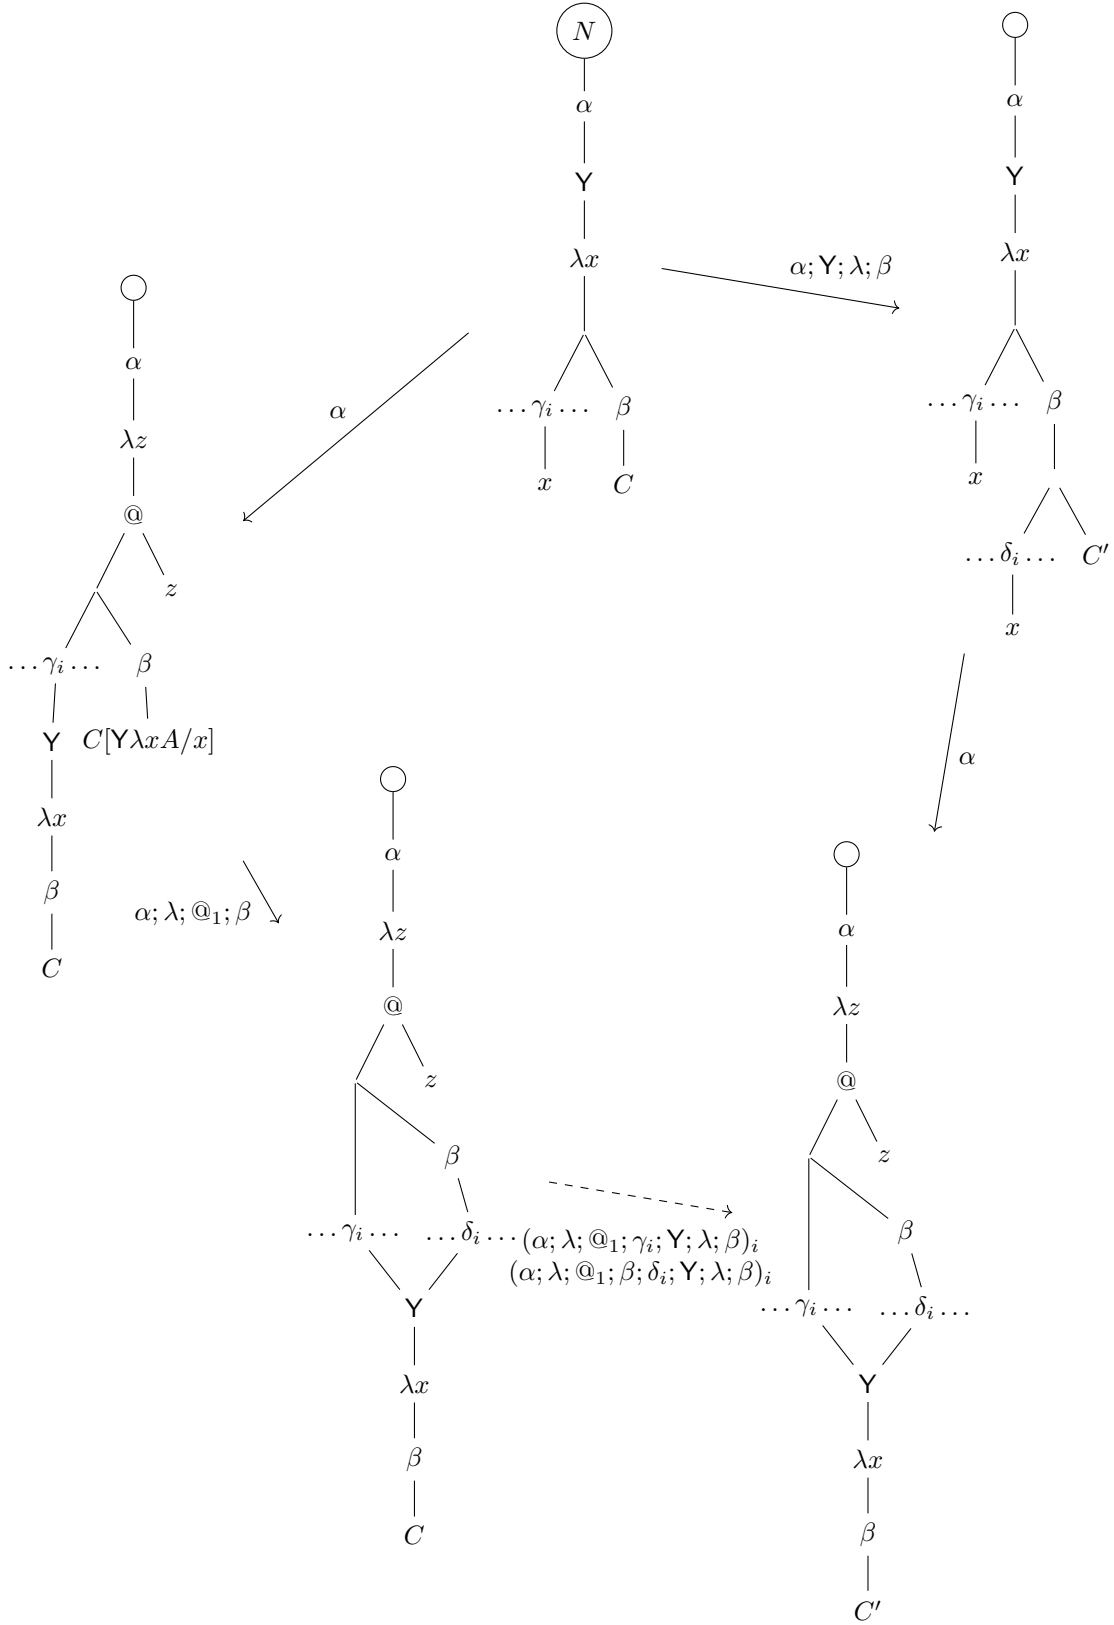 N
α
Y
λx
… γᵢ … β
x C
α; Y; λ; β
α
Y
λx
… γᵢ … β
x
… δᵢ … C′
x
α
α
λz
@
z
… γᵢ … β
Y C[YλxA/x]
λx
β
C
α
α; λ; @₁; β
α
λz
@
z
β
… γᵢ … … δᵢ …
Y
λx
β
C
(α; λ; @₁; γᵢ; Y; λ; β)ᵢ
(α; λ; @₁; β; δᵢ; Y; λ; β)ᵢ
α
λz
@
z
β
… γᵢ … … δᵢ …
Y
λx
β
C′